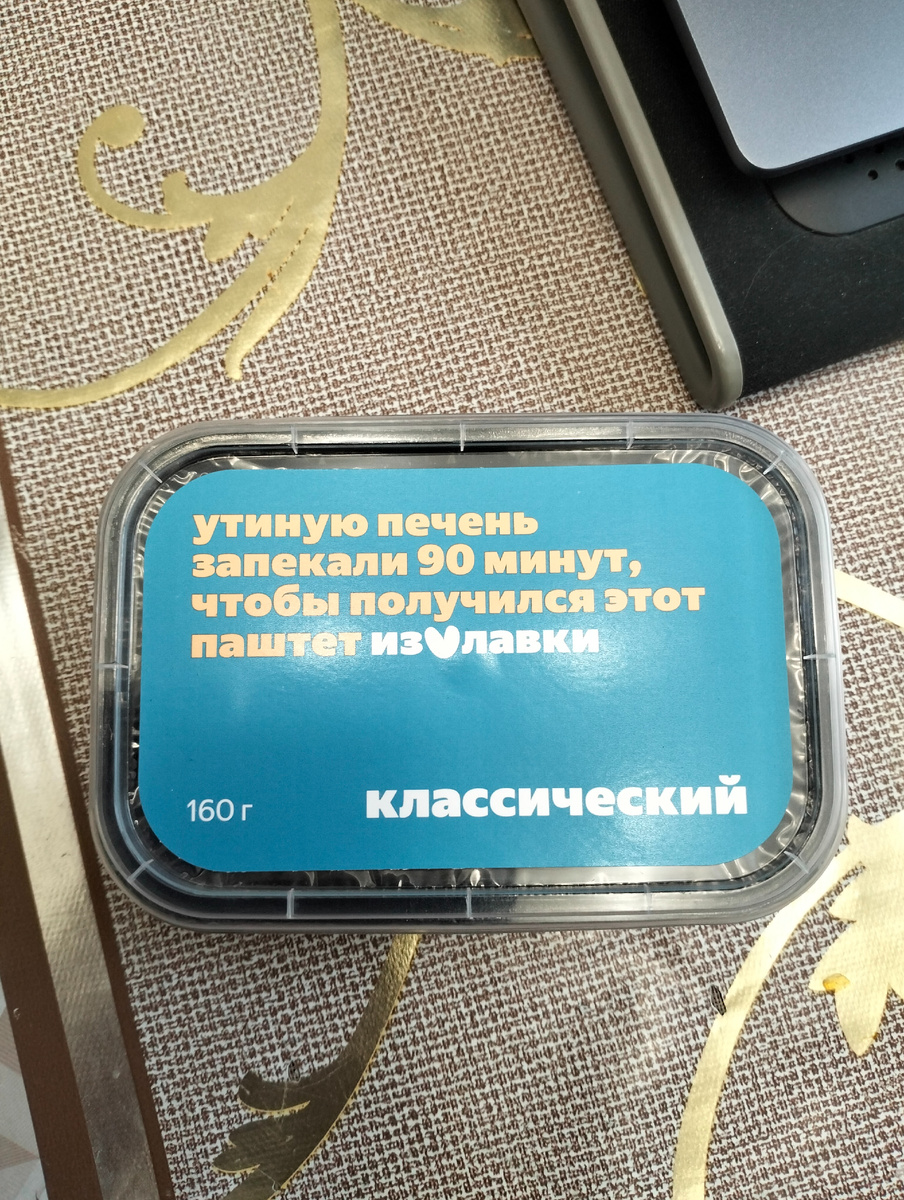 утиную печень
запекали 90 минут,
чтобы получился этот
паштет из лавки
160 г
классический